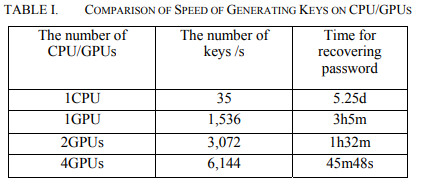 TABLE I. COMPARISON OF SPEED OF GENERATING KEYS ON CPU/GPUS
The number of CPU/GPUs The number of keys /s Time for recovering password
1CPU 35 5.25d
1GPU 1,536 3h5m
2GPUs 3,072 1h32m
4GPUs 6,144 45m48s